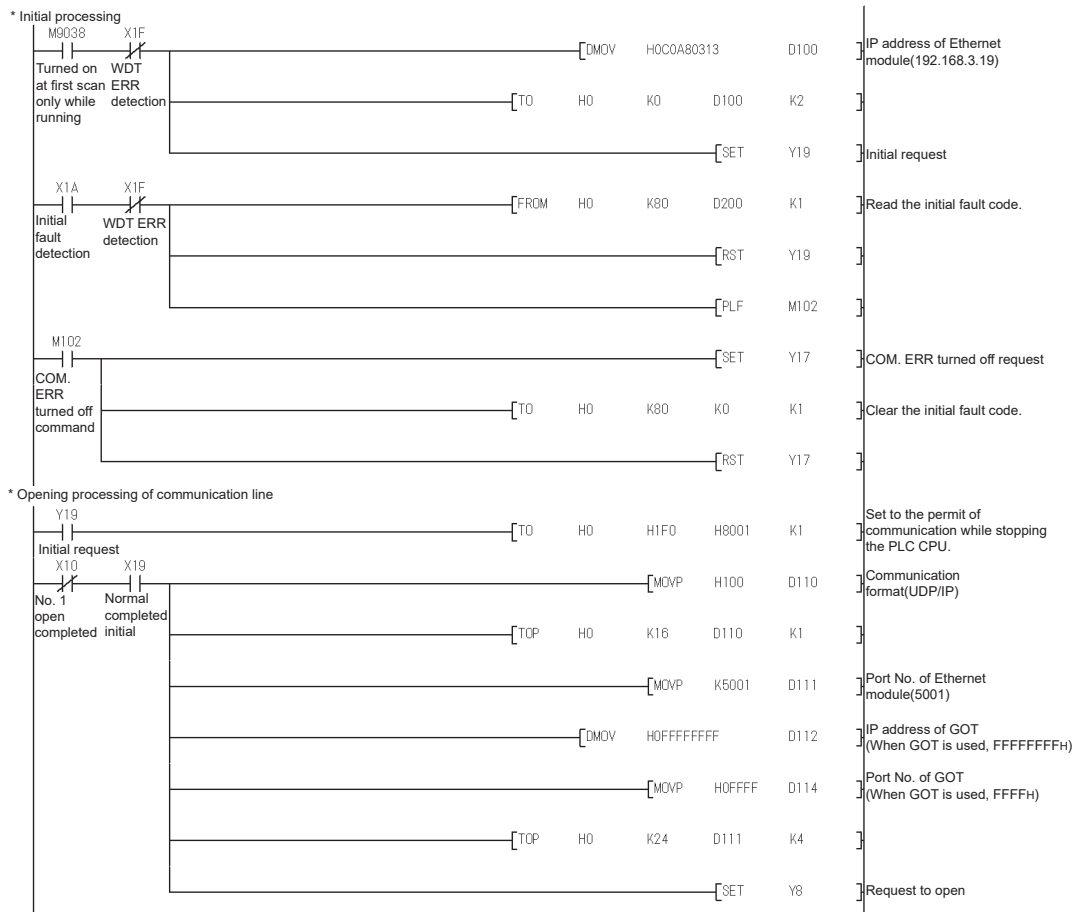 * Initial processing
M9038 X1F
Turned on
at first scan
only while
running
WDT
ERR
detection
DMOV H0C0A80313 D100
IP address of Ethernet
module(192.168.3.19)
TO H0 K0 D100 K2
SET Y19
Initial request
X1A X1F
Initial
fault
detection
WDT ERR
detection
FROM H0 K80 D200 K1
Read the initial fault code.
RST Y19
PLF M102
M102
COM.
ERR
turned off
command
SET Y17
COM. ERR turned off request
TO H0 K80 K0 K1
Clear the initial fault code.
RST Y17
* Opening processing of communication line
Y19
Initial request
TO H0 H1F0 H8001 K1
Set to the permit of
communication while stopping
the PLC CPU.
X10 X19
No. 1
open
completed
Normal
completed
initial
MOVP H100 D110
Communication
format(UDP/IP)
TOP H0 K16 D110 K1
MOVP K5001 D111
Port No. of Ethernet
module(5001)
DMOV H0FFFFFFFF D112
IP address of GOT
(When GOT is used, FFFFFFFFH)
MOVP H0FFFF D114
Port No. of GOT
(When GOT is used, FFFFH)
TOP H0 K24 D111 K4
SET Y8
Request to open